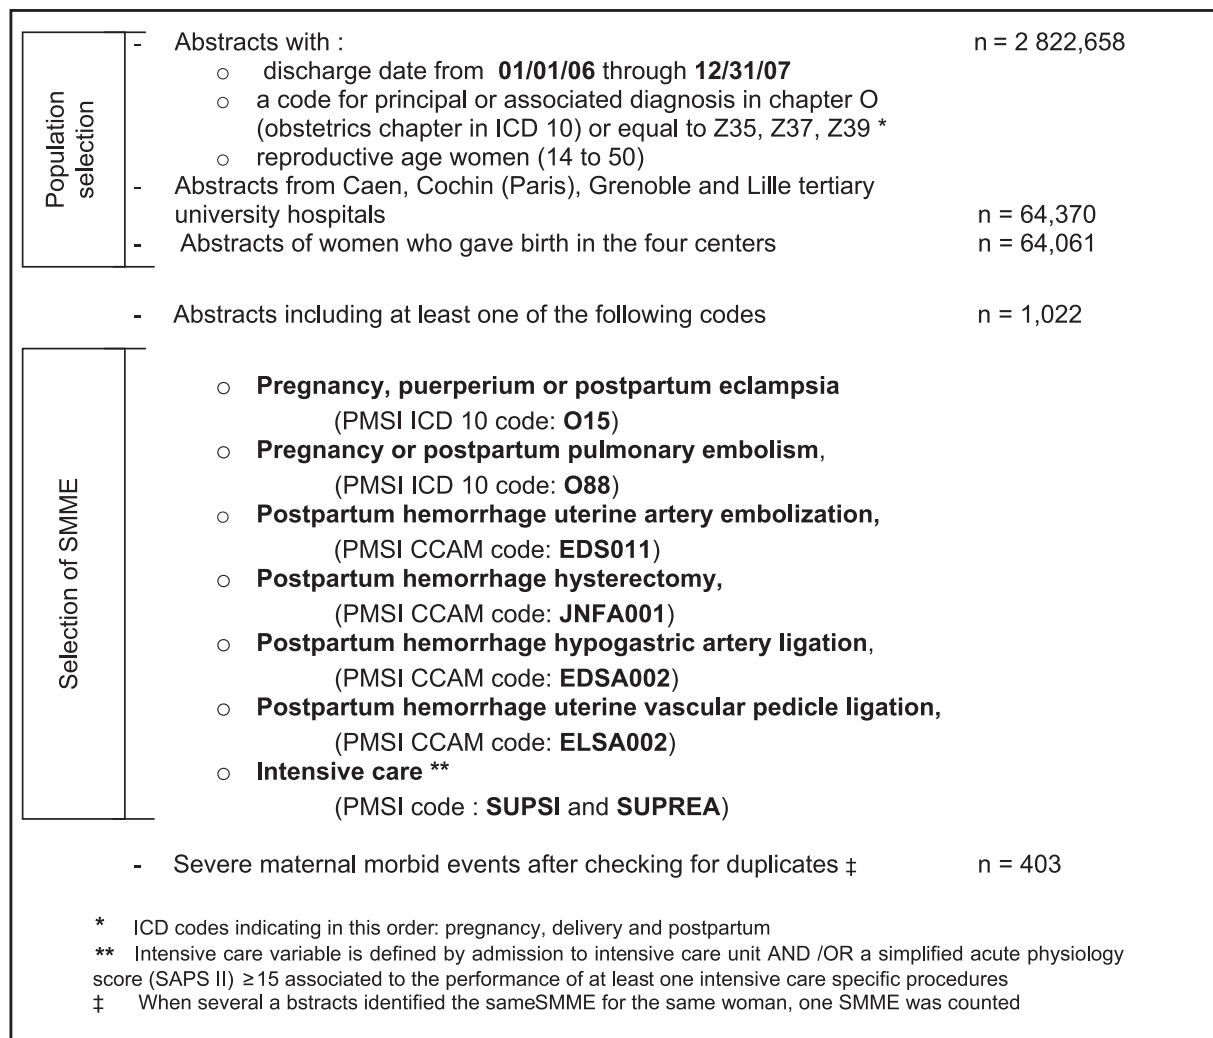 Population selection
- Abstracts with : n = 2 822,658
○ discharge date from 01/01/06 through 12/31/07
○ a code for principal or associated diagnosis in chapter O
(obstetrics chapter in ICD 10) or equal to Z35, Z37, Z39 *
○ reproductive age women (14 to 50)
- Abstracts from Caen, Cochin (Paris), Grenoble and Lille tertiary
university hospitals n = 64,370
- Abstracts of women who gave birth in the four centers n = 64,061
- Abstracts including at least one of the following codes n = 1,022
Selection of SMME
○ Pregnancy, puerperium or postpartum eclampsia
(PMSI ICD 10 code: O15)
○ Pregnancy or postpartum pulmonary embolism,
(PMSI ICD 10 code: O88)
○ Postpartum hemorrhage uterine artery embolization,
(PMSI CCAM code: EDS011)
○ Postpartum hemorrhage hysterectomy,
(PMSI CCAM code: JNFA001)
○ Postpartum hemorrhage hypogastric artery ligation,
(PMSI CCAM code: EDSA002)
○ Postpartum hemorrhage uterine vascular pedicle ligation,
(PMSI CCAM code: ELSA002)
○ Intensive care **
(PMSI code : SUPSI and SUPREA)
- Severe maternal morbid events after checking for duplicates ‡ n = 403
* ICD codes indicating in this order: pregnancy, delivery and postpartum
** Intensive care variable is defined by admission to intensive care unit AND /OR a simplified acute physiology
score (SAPS II) ≥15 associated to the performance of at least one intensive care specific procedures
‡ When several a bstracts identified the sameSMME for the same woman, one SMME was counted